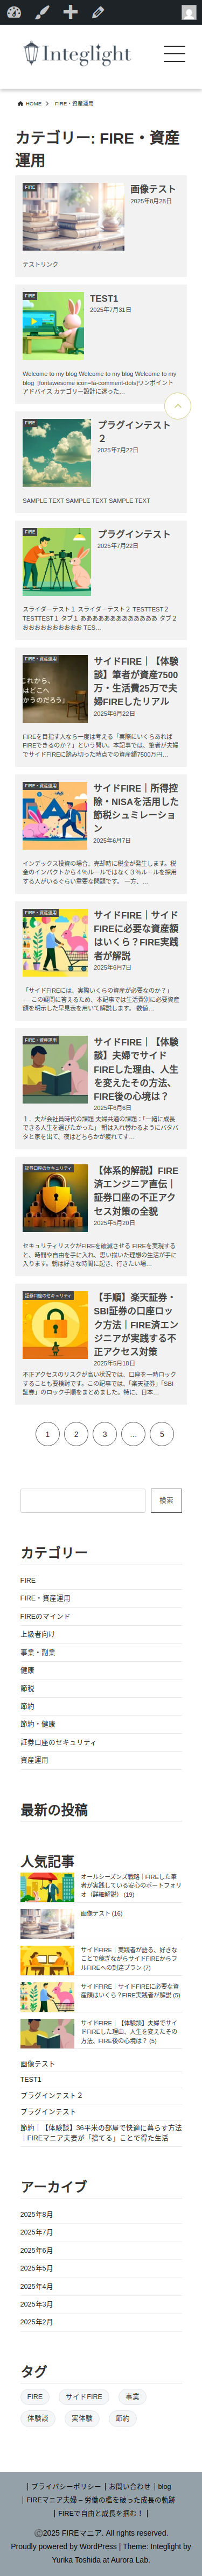 Integlight
HOME > FIRE・資産運用
カテゴリー: FIRE・資産
運用
FIRE
画像テスト
2025年8月28日
テストリンク
FIRE
TEST1
2025年7月31日
Welcome to my blog Welcome to my blog Welcome to my
blog  [fontawesome icon=fa-comment-dots]ワンポイント
アドバイス カテゴリー設計に迷った…
FIRE
プラグインテスト
２
2025年7月22日
SAMPLE TEXT SAMPLE TEXT SAMPLE TEXT
FIRE
プラグインテスト
2025年7月22日
スライダーテスト１ スライダーテスト２ TESTTEST２
TESTTEST１ タブ１ ああああああああああああ タブ２
おおおおおおおおおお TES…
FIRE・資産運用
これから、
はどこへ
かうのだろう」
サイドFIRE｜【体験
談】筆者が資産7500
万・生活費25万で夫
婦FIREしたリアル
2025年6月22日
FIREを目指す人なら一度は考える「実際にいくらあれば
FIREできるのか？」という問い。本記事では、筆者が夫婦
でサイドFIREに踏み切った時点での資産額7500万円…
FIRE・資産運用
サイドFIRE｜所得控
除・NISAを活用した
節税シュミレーショ
ン
2025年6月7日
インデックス投資の場合、売却時に税金が発生します。税
金のインパクトから４%ルールではなく３%ルールを採用
する人がいるぐらい重要な問題です。 一方、…
FIRE・資産運用
サイドFIRE｜サイド
FIREに必要な資産額
はいくら？FIRE実践
者が解説
2025年6月7日
「サイドFIREには、実際いくらの資産が必要なのか？」
──この疑問に答えるため、本記事では生活費別に必要資産
額を明示した早見表を用いて解説します。 数値…
FIRE・資産運用
サイドFIRE｜【体験
談】夫婦でサイド
FIREした理由、人生
を変えたその方法、
FIRE後の心境は？
2025年6月6日
１．夫が会社員時代の課題 夫婦共通の課題：「一緒に成長
できる人生を選びたかった」 朝は入れ替わるようにバタバ
タと家を出て、夜はどちらかが疲れてす…
証券口座のセキュリティ
【体系的解説】FIRE
済エンジニア直伝｜
証券口座の不正アク
セス対策の全貌
2025年5月20日
セキュリティリスクがFIREを破滅させる FIREを実現する
と、時間や自由を手に入れ、思い描いた理想の生活が手に
入ります。朝は好きな時間に起き、行きたい場…
証券口座のセキュリティ
【手順】楽天証券・
SBI証券の口座ロッ
ク方法｜FIRE済エン
ジニアが実践する不
正アクセス対策
2025年5月18日
不正アクセスのリスクが高い状況では、口座を一時ロック
することも要検討です。この記事では、「楽天証券」「SBI
証券」のロック手順をまとめました。特に、日本…
1 2 3 … 5
検索
カテゴリー
FIRE
FIRE・資産運用
FIREのマインド
上級者向け
事業・副業
健康
節税
節約
節約・健康
証券口座のセキュリティ
資産運用
最新の投稿
人気記事
オールシーズンズ戦略｜FIREした筆
者が実践している安心のポートフォリ
オ（詳細解説） (19)
画像テスト (16)
サイドFIRE｜実践者が語る、好きな
ことで稼ぎながらサイドFIREからフ
ルFIREへの到達プラン (7)
サイドFIRE｜サイドFIREに必要な資
産額はいくら？FIRE実践者が解説 (5)
サイドFIRE｜【体験談】夫婦でサイ
ドFIREした理由、人生を変えたその
方法、FIRE後の心境は？ (5)
画像テスト
TEST1
プラグインテスト２
プラグインテスト
節約｜【体験談】36平米の部屋で快適に暮らす方法
｜FIREマニア夫妻が「捨てる」ことで得た生活
アーカイブ
2025年8月
2025年7月
2025年6月
2025年5月
2025年4月
2025年3月
2025年2月
タグ
FIRE サイドFIRE 事業
体験談 実体験 節約
| プライバシーポリシー | お問い合わせ | blog
| FIREマニア夫婦 – 労働の檻を破った成長の軌跡
| FIREで自由と成長を掴む！ |
©2025 FIREマニア. All rights reserved.
Proudly powered by WordPress | Theme: Integlight by
Yurika Toshida at Aurora Lab.